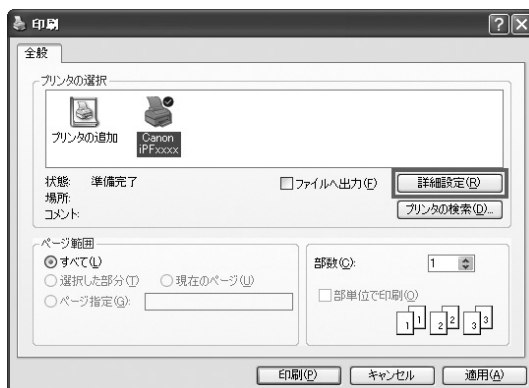 印刷
全般
プリンタの選択
プリンタの追加
Canon
iPFxxxx
状態: 準備完了
場所:
コメント:
ファイルへ出力(F)
詳細設定(R)
プリンタの検索(D)...
ページ範囲
すべて(L)
選択した部分(T) 現在のページ(U)
ページ指定(G):
部数(C): 1
部単位で印刷(O)
1 1 2 2 3 3
印刷(P) キャンセル 適用(A)